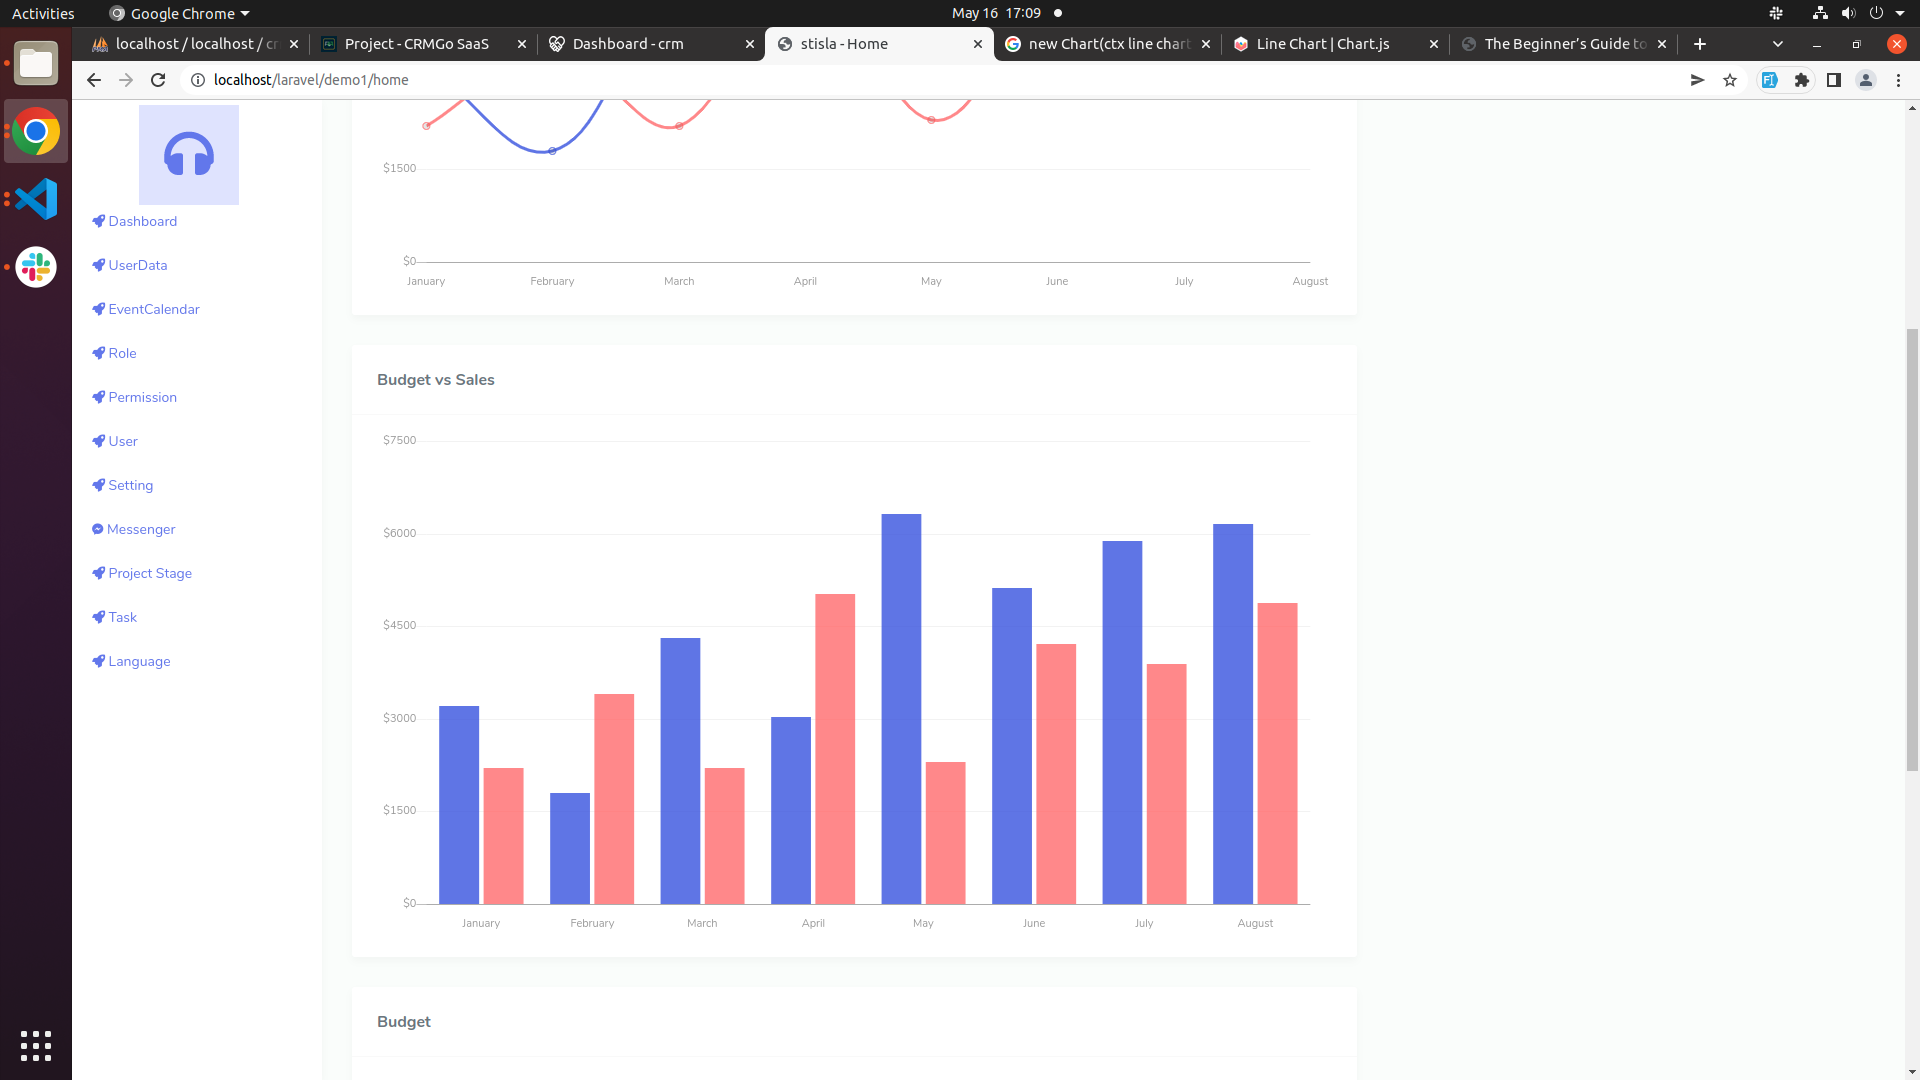 Activities
Google Chrome
May 16 17:09
localhost / localhost / cr
Project - CRMGo SaaS
Dashboard - crm
stisla - Home
new Chart(ctx line chart
Line Chart | Chart.js
The Beginner's Guide to
localhost/laravel/demo1/home
Dashboard
UserData
EventCalendar
Role
Permission
User
Setting
Messenger
Project Stage
Task
Language
$1500
$0
January February March April May June July August
Budget vs Sales
$7500
$6000
$4500
$3000
$1500
$0
January February March April May June July August
Budget